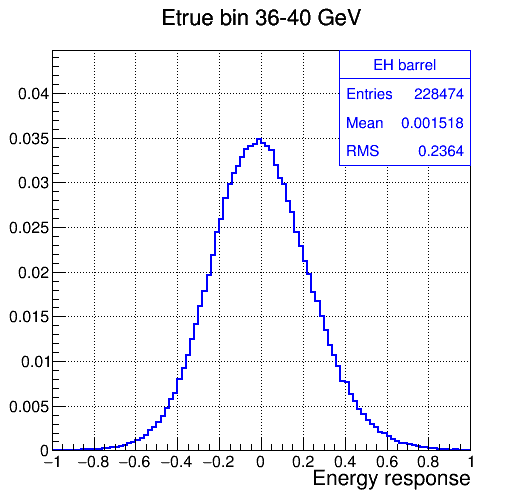 Etrue bin 36-40 GeV
EH barrel
Entries 228474
Mean 0.001518
RMS 0.2364
0.04
0.035
0.03
0.025
0.02
0.015
0.01
0.005
0
−1 −0.8 −0.6 −0.4 −0.2 0 0.2 0.4 0.6 0.8 1
Energy response